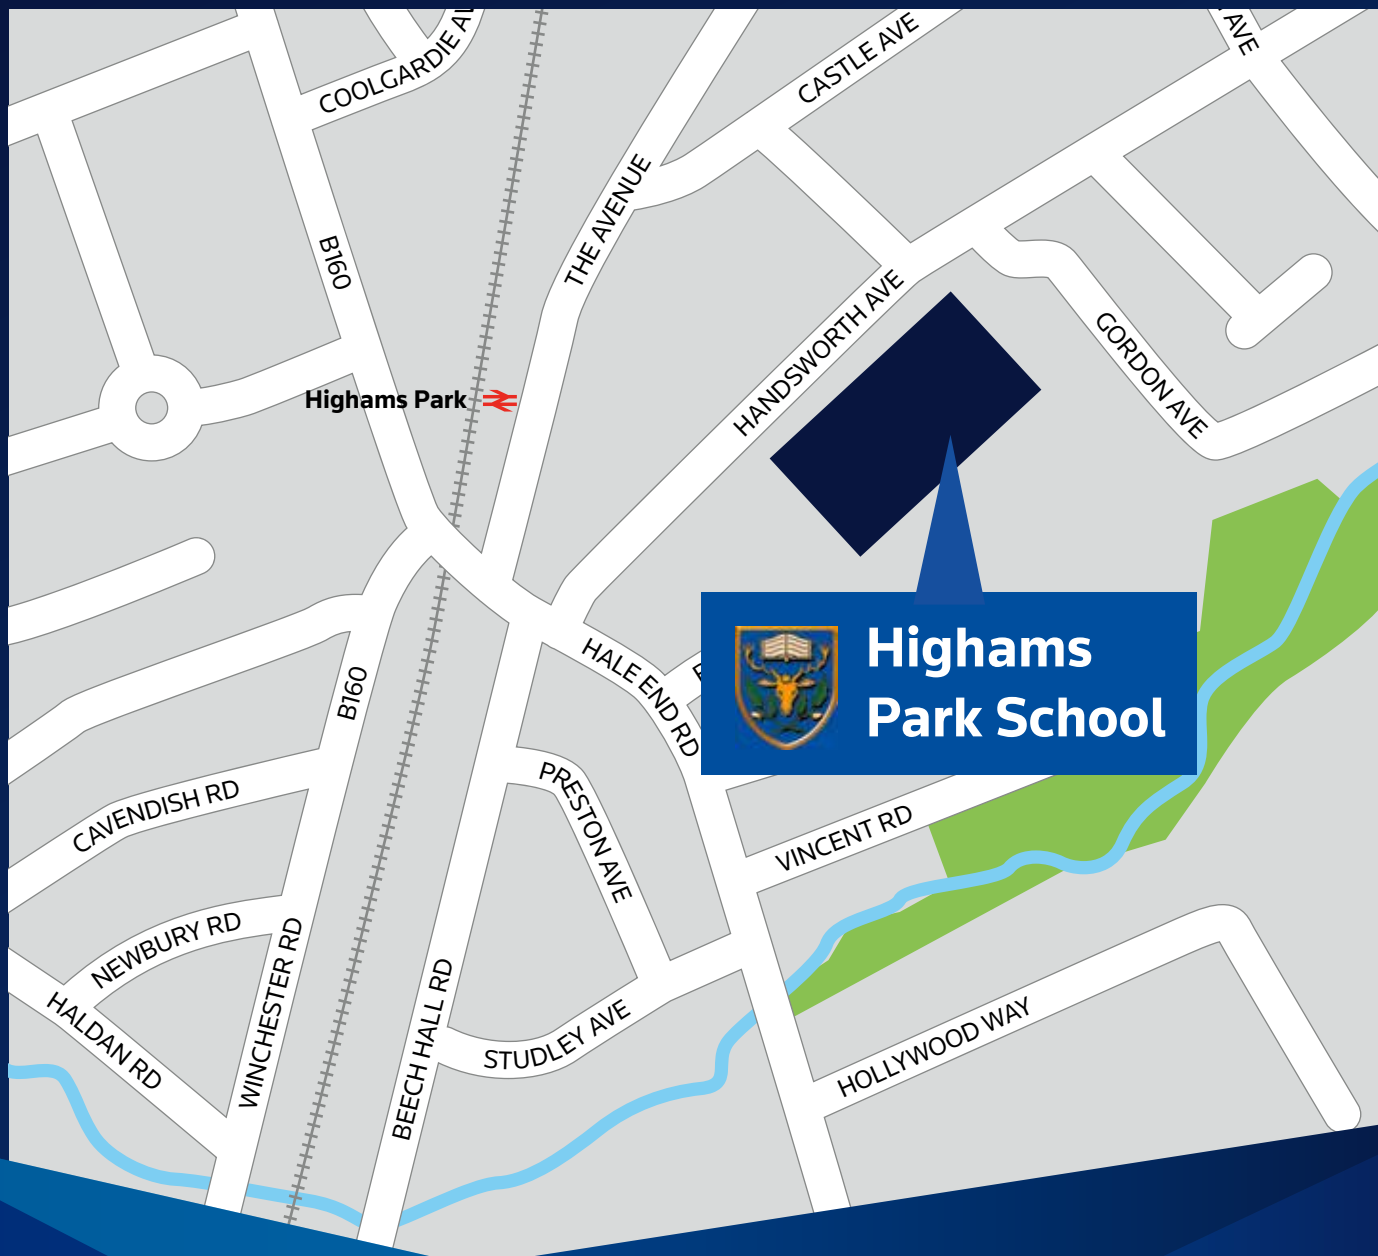 COOLGARDIE
CASTLE AVE
AVE
THE AVENUE
B160
HANDSWORTH AVE
GORDON AVE
Highams Park
HALE END RD
Highams
Park School
B160
PRESTON AVE
CAVENDISH RD
VINCENT RD
NEWBURY RD
WINCHESTER RD
HALDAN RD
BEECH HALL RD
STUDLEY AVE
HOLLYWOOD WAY